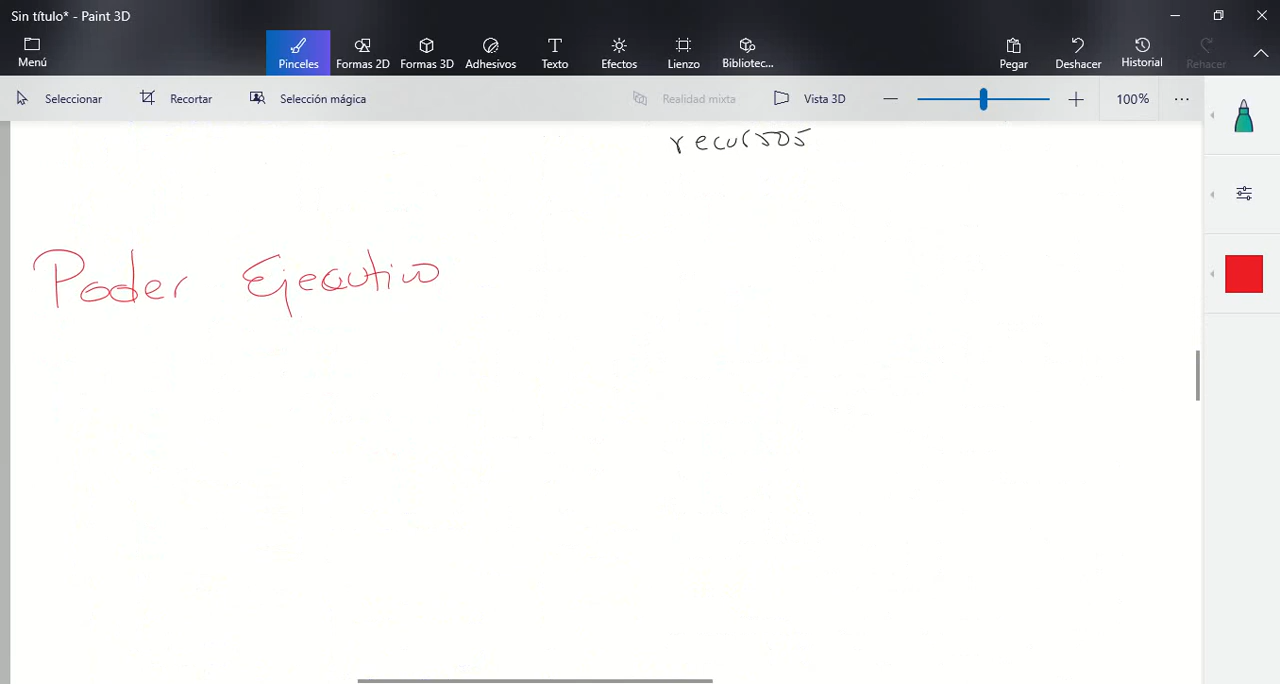 Sin título* - Paint 3D
Menú
Pinceles
Formas 2D
Formas 3D
Adhesivos
Texto
Efectos
Lienzo
Bibliotec...
Pegar
Deshacer
Historial
Rehacer
Seleccionar
Recortar
Selección mágica
Realidad mixta
Vista 3D
100%
recursos
Poder Ejecutivo